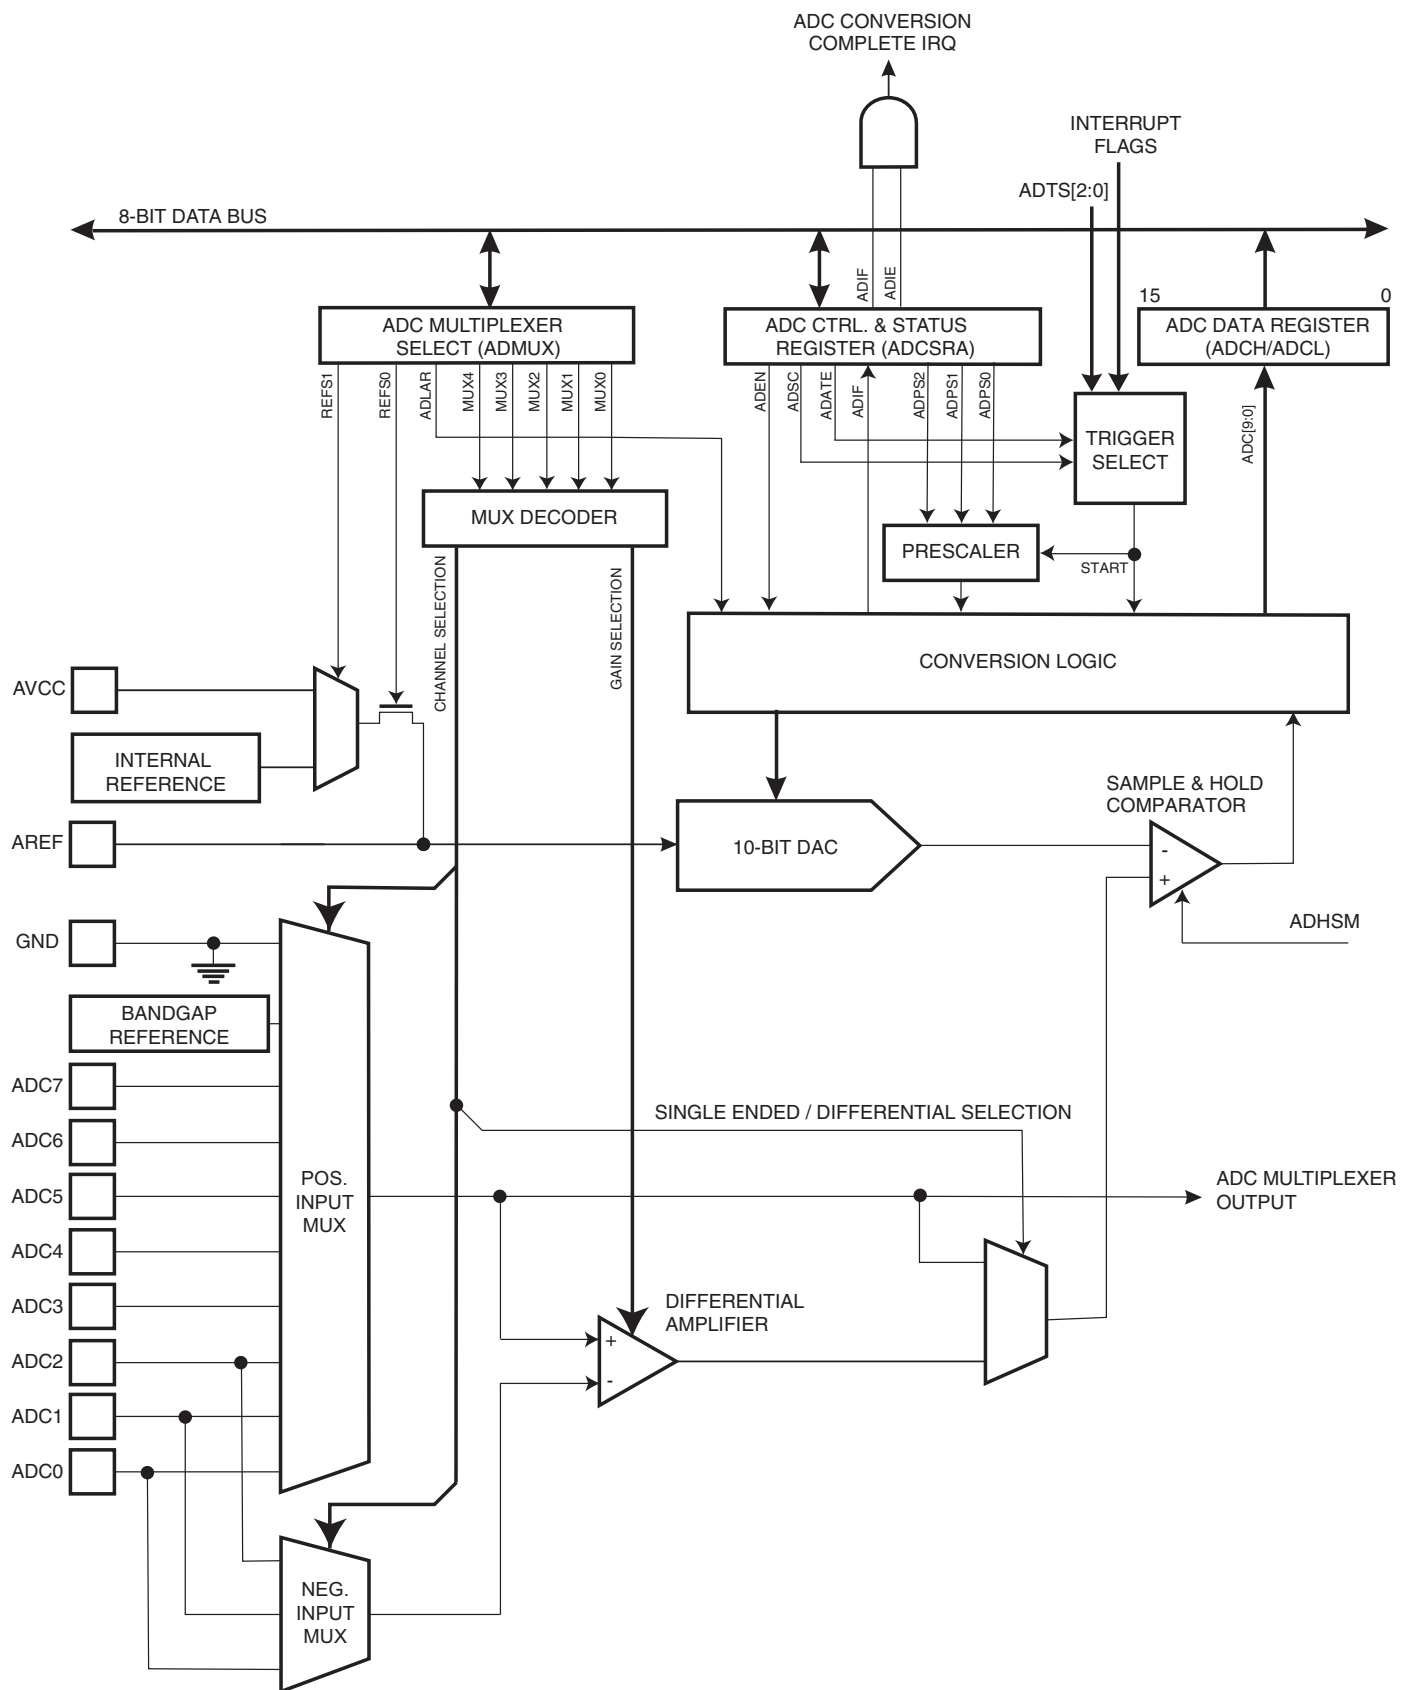 ADC CONVERSION
COMPLETE IRQ
INTERRUPT
FLAGS
ADTS[2:0]
8-BIT DATA BUS
ADIF
ADIE
15
0
ADC MULTIPLEXER
SELECT (ADMUX)
ADC CTRL. & STATUS
REGISTER (ADCSRA)
ADC DATA REGISTER
(ADCH/ADCL)
REFS1
REFS0
ADLAR
MUX4
MUX3
MUX2
MUX1
MUX0
ADEN
ADSC
ADATE
ADIF
ADPS2
ADPS1
ADPS0
ADC[9:0]
TRIGGER
SELECT
MUX DECODER
PRESCALER
START
CHANNEL SELECTION
GAIN SELECTION
CONVERSION LOGIC
AVCC
INTERNAL
REFERENCE
SAMPLE & HOLD
COMPARATOR
AREF
10-BIT DAC
-
+
ADHSM
GND
BANDGAP
REFERENCE
ADC7
SINGLE ENDED / DIFFERENTIAL SELECTION
ADC6
POS.
INPUT
MUX
ADC5
ADC MULTIPLEXER
OUTPUT
ADC4
ADC3
DIFFERENTIAL
AMPLIFIER
+
-
ADC2
ADC1
ADC0
NEG.
INPUT
MUX